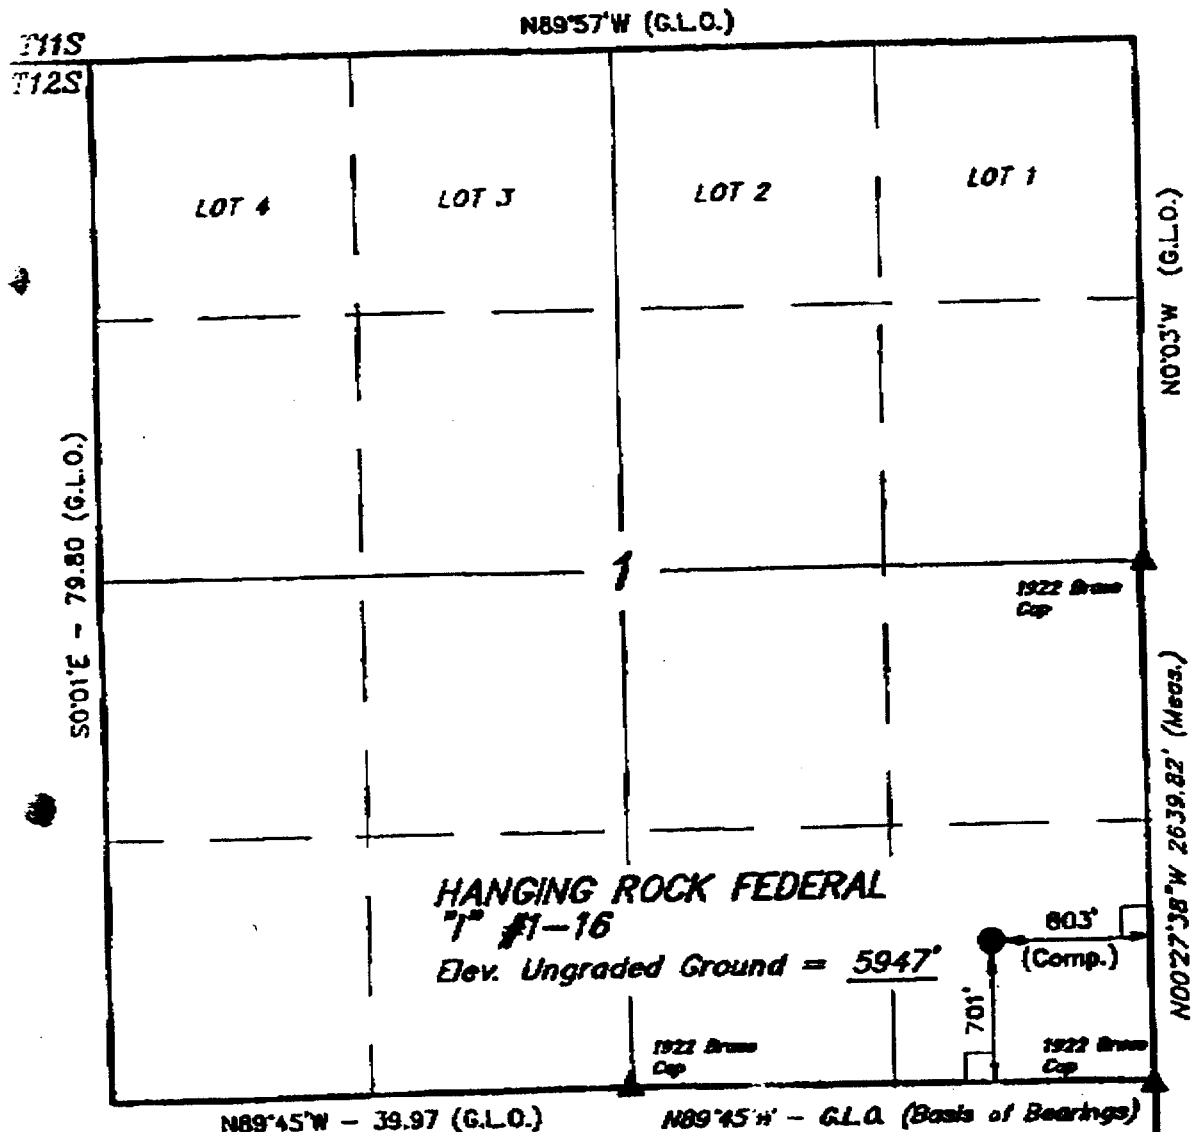 N89°57'W (G.L.O.)
T11S
T12S
LOT 4
LOT 3
LOT 2
LOT 1
N0°03'W (G.L.O.)
S0°01'E - 79.80 (G.L.O.)
1
1922 Brass
Cap
N00°27'38"W 2639.82' (Meas.)
HANGING ROCK FEDERAL
"I" #1-16
Elev. Ungraded Ground = 5947'
803'
(Comp.)
701'
1922 Brass
Cap
1922 Brass
Cap
N89°45'W - 39.97 (G.L.O.)
N89°45'W - G.L.O. (Basis of Bearings)